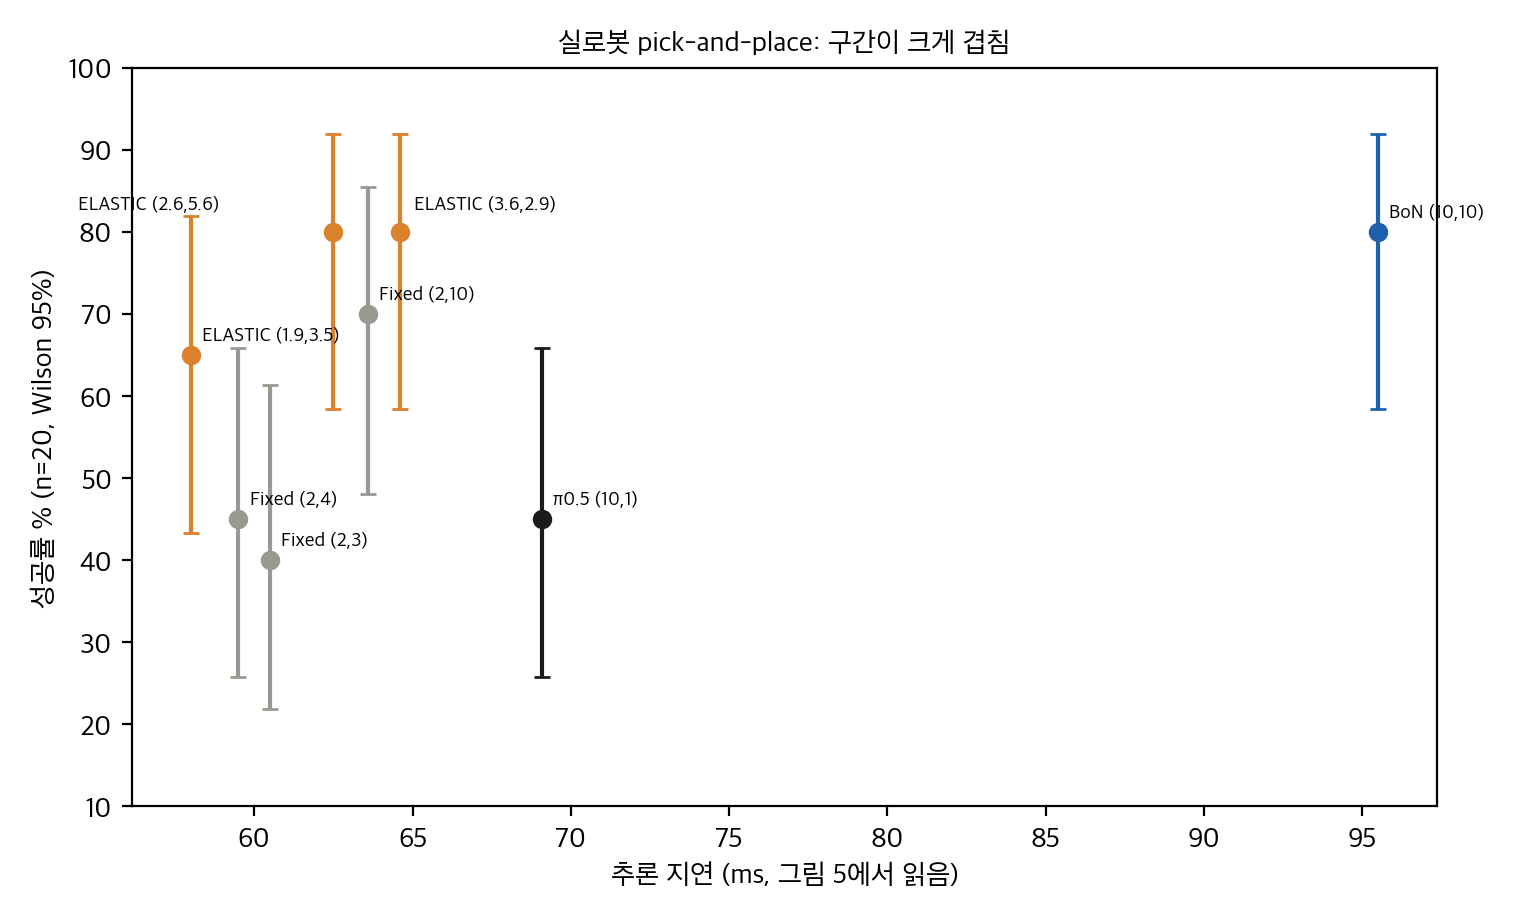 실로봇 pick-and-place: 구간이 크게 겹침
성공률 % (n=20, Wilson 95%)
100
90
80
70
60
50
40
30
20
10
ELASTIC (2.6,5.6)
ELASTIC (3.6,2.9)
BoN (10,10)
Fixed (2,10)
ELASTIC (1.9,3.5)
Fixed (2,4)
π0.5 (10,1)
Fixed (2,3)
60
65
70
75
80
85
90
95
추론 지연 (ms, 그림 5에서 읽음)